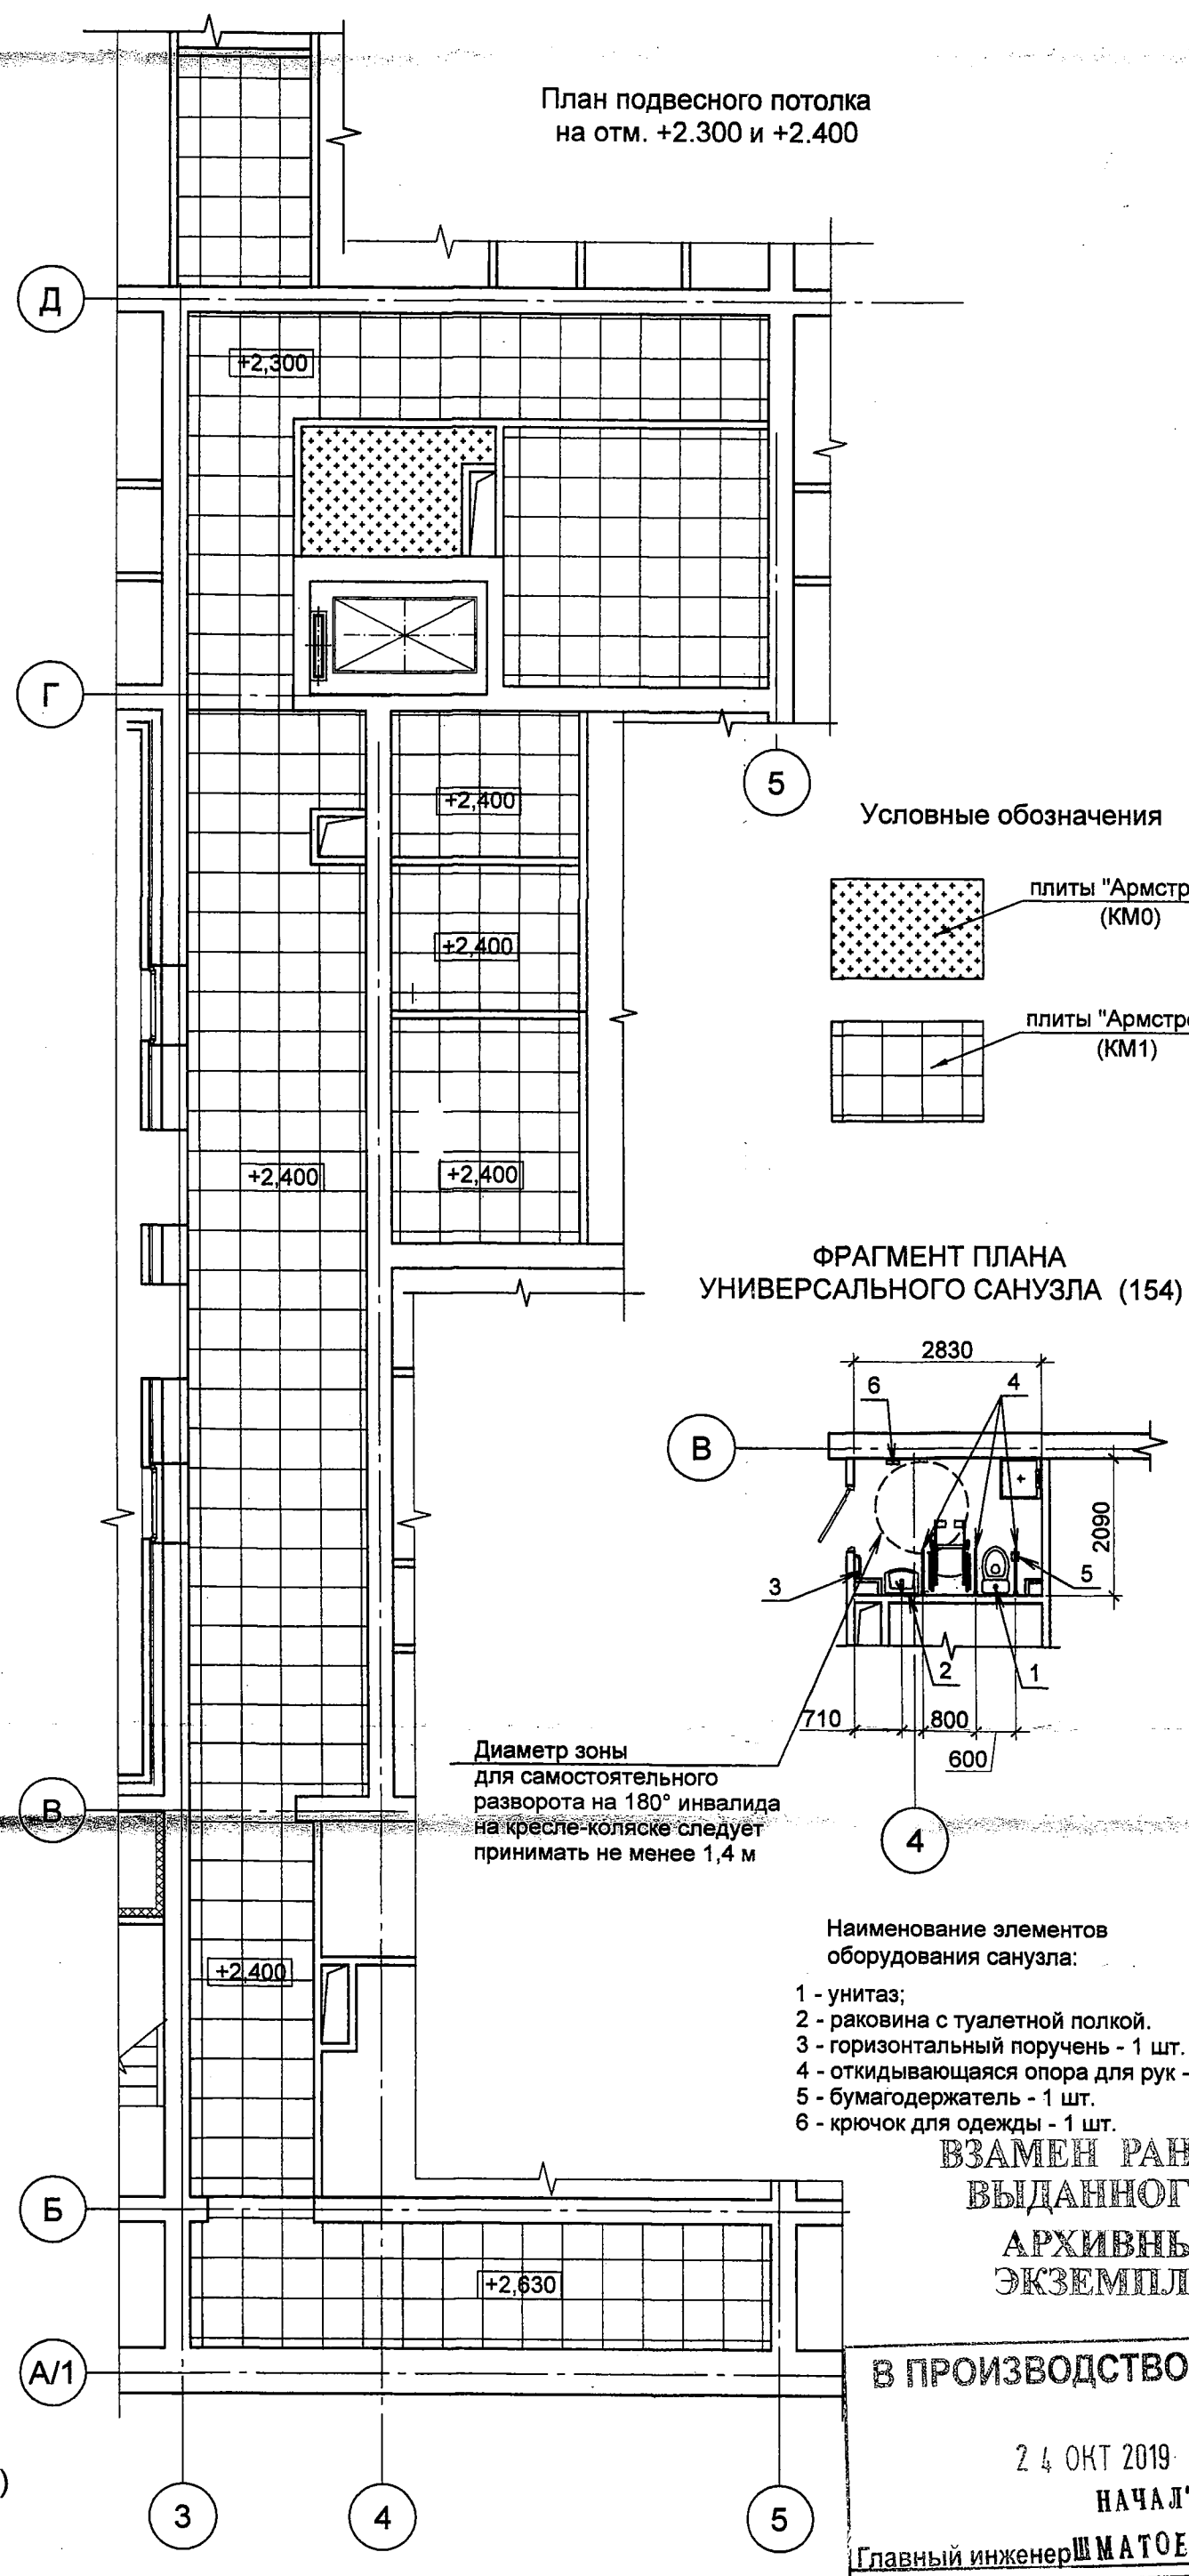 План подвесного потолка
на отм. +2.300 и +2.400
Д
+2,300
Г
5
+2,400
Условные обозначения
плиты "Армстр
(КМ0)
+2,400
плиты "Армстро
(КМ1)
+2,400
+2,400
ФРАГМЕНТ ПЛАНА
УНИВЕРСАЛЬНОГО САНУЗЛА (154)
2830
6
4
В
2090
3
5
2
1
710
800
600
4
Диаметр зоны
для самостоятельного
разворота на 180° инвалида
на кресле-коляске следует
принимать не менее 1,4 м
В
+2,400
Наименование элементов
оборудования санузла:
1 - унитаз;
2 - раковина с туалетной полкой.
3 - горизонтальный поручень - 1 шт.
4 - откидывающаяся опора для рук -
5 - бумагодержатель - 1 шт.
6 - крючок для одежды - 1 шт.
ВЗАМЕН РАН
ВЫДАННОГ
АРХИВНЫ
ЭКЗЕМПЛ
Б
+2,630
А/1
В ПРОИЗВОДСТВО
2 4 ОКТ 2019
НАЧАЛ
Главный инженер ШМАТОВ
)
3
4
5